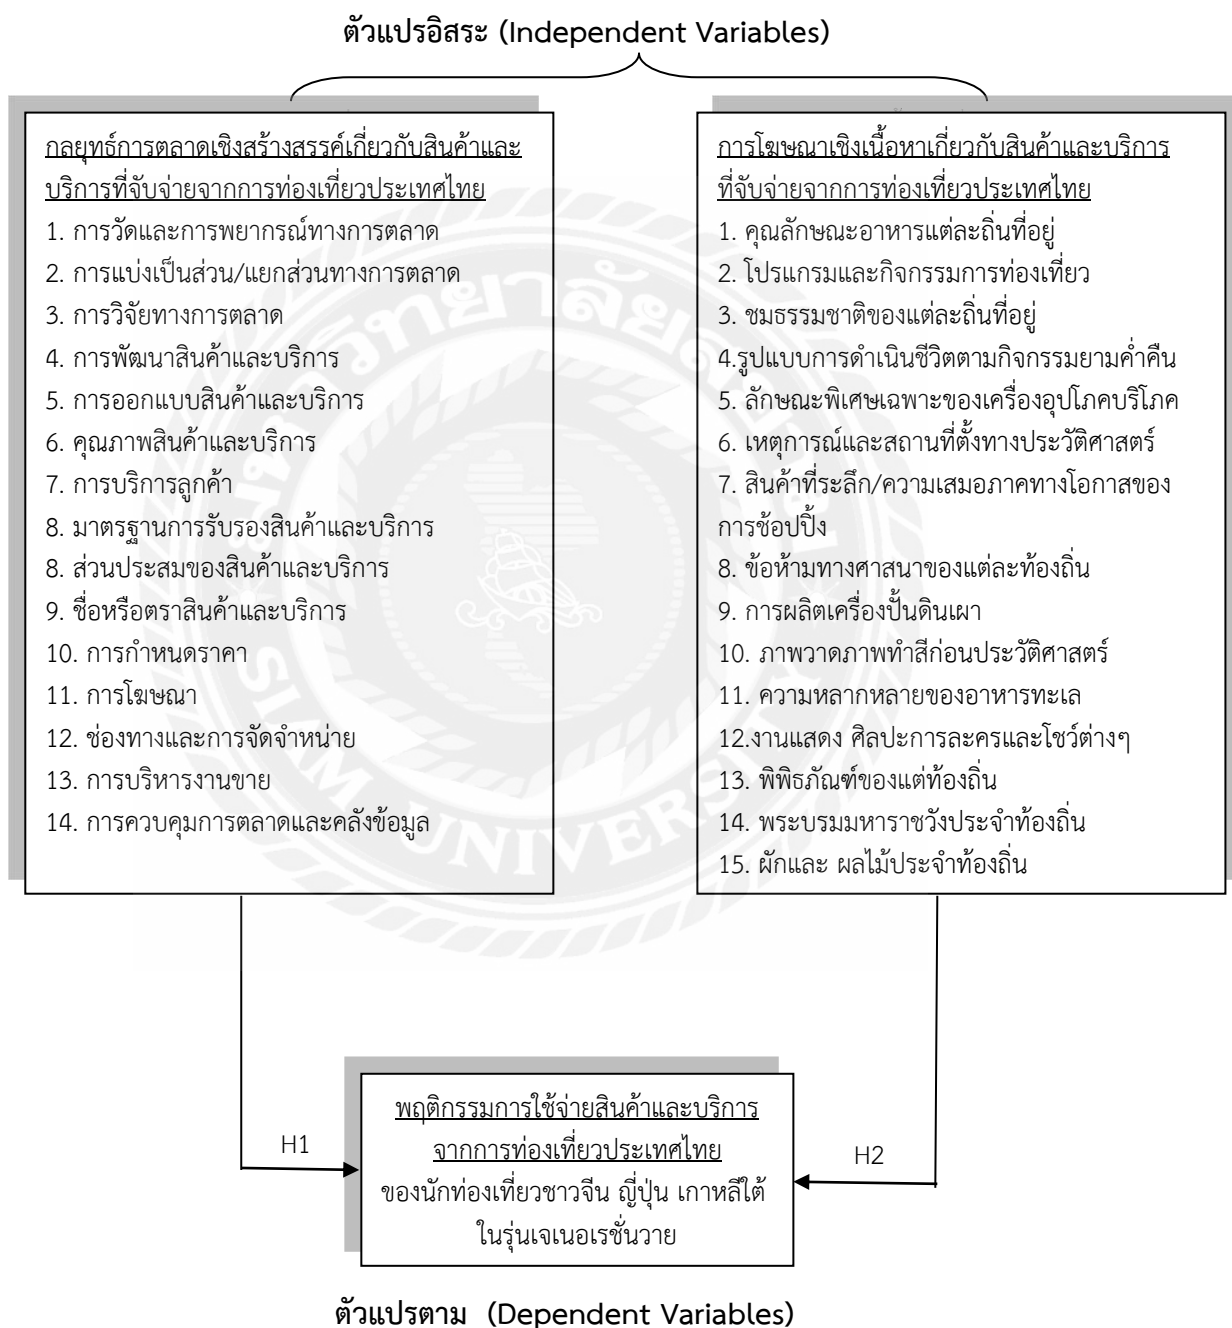 ตัวแปรอิสระ (Independent Variables)
กลยุทธ์การตลาดเชิงสร้างสรรค์เกี่ยวกับสินค้าและ
บริการที่จับจ่ายจากการท่องเที่ยวประเทศไทย
1. การวัดและการพยากรณ์ทางการตลาด
2. การแบ่งเป็นส่วน/แยกส่วนทางการตลาด
3. การวิจัยทางการตลาด
4. การพัฒนาสินค้าและบริการ
5. การออกแบบสินค้าและบริการ
6. คุณภาพสินค้าและบริการ
7. การบริการลูกค้า
8. มาตรฐานการรับรองสินค้าและบริการ
8. ส่วนประสมของสินค้าและบริการ
9. ชื่อหรือตราสินค้าและบริการ
10. การกำหนดราคา
11. การโฆษณา
12. ช่องทางและการจัดจำหน่าย
13. การบริหารงานขาย
14. การควบคุมการตลาดและคลังข้อมูล
การโฆษณาเชิงเนื้อหาเกี่ยวกับสินค้าและบริการ
ที่จับจ่ายจากการท่องเที่ยวประเทศไทย
1. คุณลักษณะอาหารแต่ละถิ่นที่อยู่
2. โปรแกรมและกิจกรรมการท่องเที่ยว
3. ชมธรรมชาติของแต่ละถิ่นที่อยู่
4.รูปแบบการดำเนินชีวิตตามกิจกรรมยามค่ำคืน
5. ลักษณะพิเศษเฉพาะของเครื่องอุปโภคบริโภค
6. เหตุการณ์และสถานที่ตั้งทางประวัติศาสตร์
7. สินค้าที่ระลึก/ความเสมอภาคทางโอกาสของ
การช้อปปิ้ง
8. ข้อห้ามทางศาสนาของแต่ละท้องถิ่น
9. การผลิตเครื่องปั้นดินเผา
10. ภาพวาดภาพทำสีก่อนประวัติศาสตร์
11. ความหลากหลายของอาหารทะเล
12.งานแสดง ศิลปะการละครและโชว์ต่างๆ
13. พิพิธภัณฑ์ของแต่ท้องถิ่น
14. พระบรมมหาราชวังประจำท้องถิ่น
15. ผักและ ผลไม้ประจำท้องถิ่น
มหาวิทยาลัยสยาม
SIAM UNIVERSITY
H1
พฤติกรรมการใช้จ่ายสินค้าและบริการ
จากการท่องเที่ยวประเทศไทย
ของนักท่องเที่ยวชาวจีน ญี่ปุ่น เกาหลีใต้
ในรุ่นเจเนอเรชั่นวาย
H2
ตัวแปรตาม (Dependent Variables)